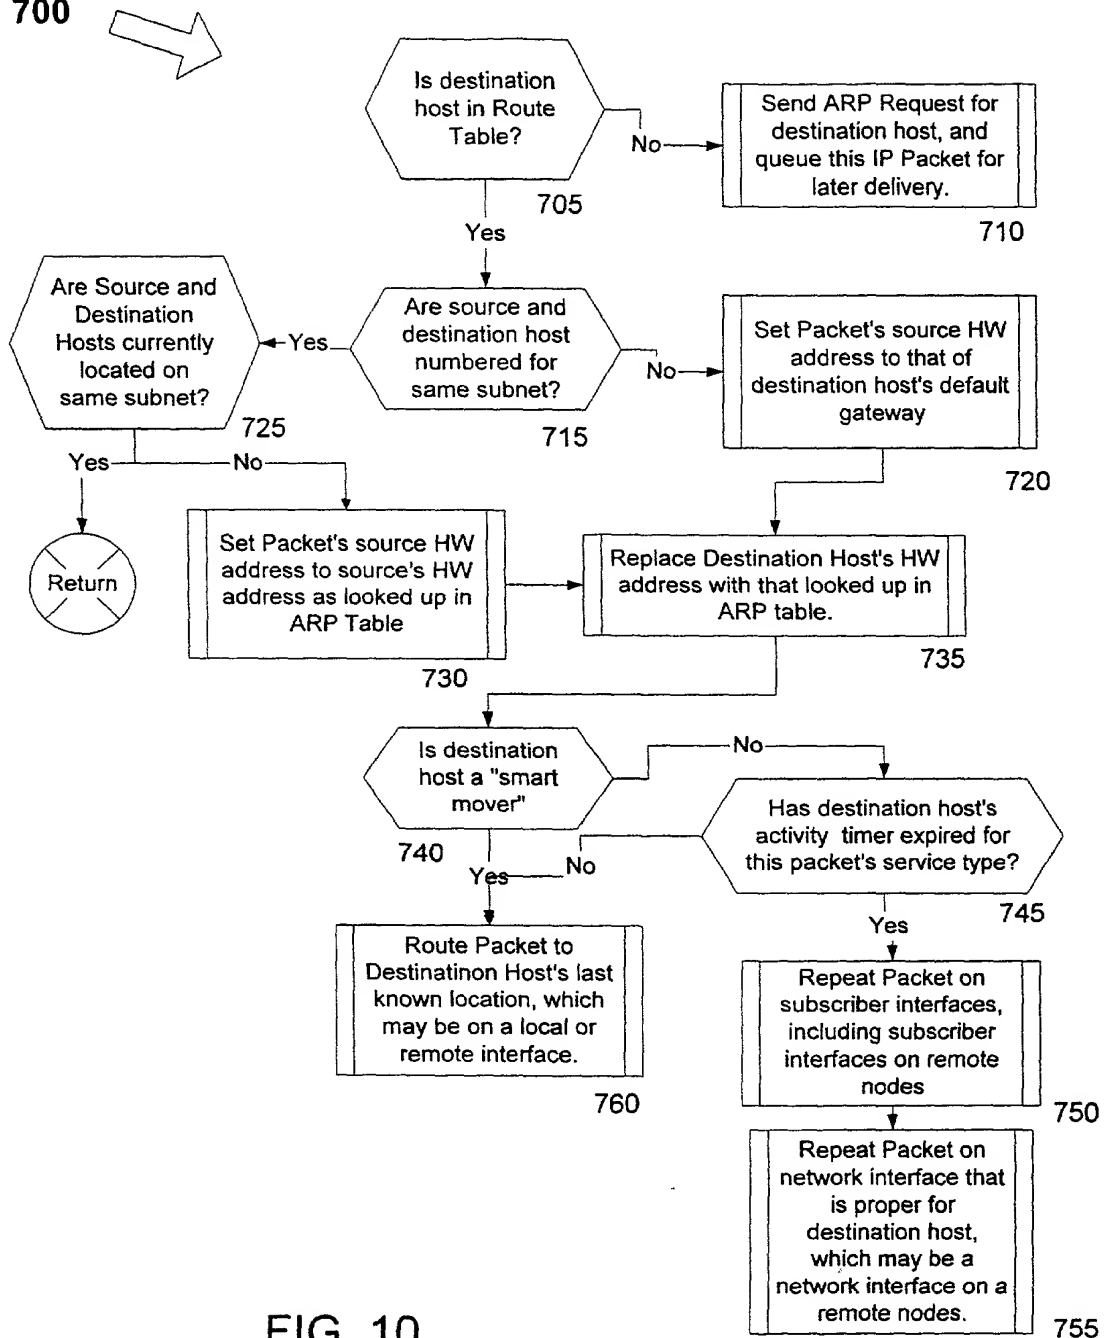 700
Is destination
host in Route
Table?
705
No
Send ARP Request for
destination host, and
queue this IP Packet for
later delivery.
710
Yes
Are source and
destination host
numbered for
same subnet?
715
Yes
Are Source and
Destination
Hosts currently
located on
same subnet?
725
No
Set Packet's source HW
address to that of
destination host's default
gateway
720
Yes
No
Return
Set Packet's source HW
address to source's HW
address as looked up in
ARP Table
730
Replace Destination Host's HW
address with that looked up in
ARP table.
735
Is destination
host a "smart
mover"
740
No
Has destination host's
activity timer expired for
this packet's service type?
745
Yes
No
Yes
Route Packet to
Destinatinon Host's last
known location, which
may be on a local or
remote interface.
760
Repeat Packet on
subscriber interfaces,
including subscriber
interfaces on remote
nodes
750
Repeat Packet on
network interface that
is proper for
destination host,
which may be a
network interface on a
remote nodes.
755
FIG. 10